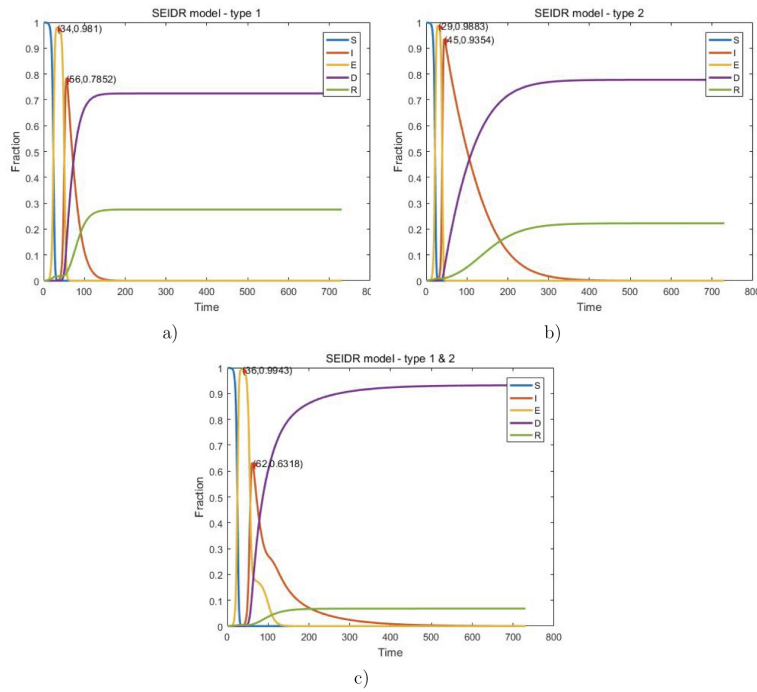 SEIDR model - type 1
1
0.9
0.8
0.7
0.6
0.5
0.4
0.3
0.2
0.1
0
Fraction
(34,0.981)
(56,0.7852)
S
I
E
D
R
0 100 200 300 400 500 600 700
Time
a)
SEIDR model - type 2
1
0.9
0.8
0.7
0.6
0.5
0.4
0.3
0.2
0.1
0
Fraction
(29,0.9883)
(45,0.9354)
S
I
E
D
R
0 100 200 300 400 500 600 700 800
Time
b)
SEIDR model - type 1 & 2
1
0.9
0.8
0.7
0.6
0.5
0.4
0.3
0.2
0.1
0
Fraction
(36,0.9943)
(62,0.6318)
S
I
E
D
R
0 100 200 300 400 500 600 700 800
Time
c)